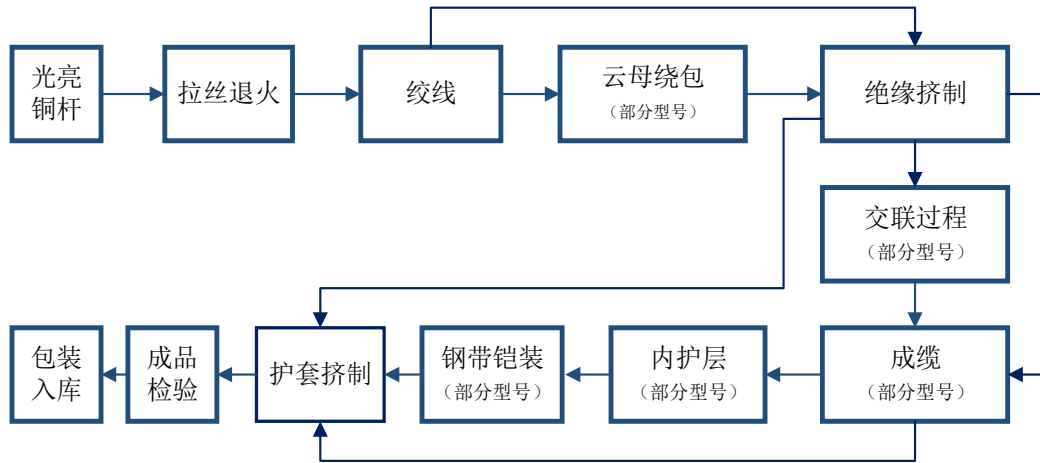 光亮
铜杆
拉丝退火
绞线
云母绕包
（部分型号）
绝缘挤制
交联过程
（部分型号）
包装
入库
成品
检验
护套挤制
钢带铠装
（部分型号）
内护层
（部分型号）
成缆
（部分型号）